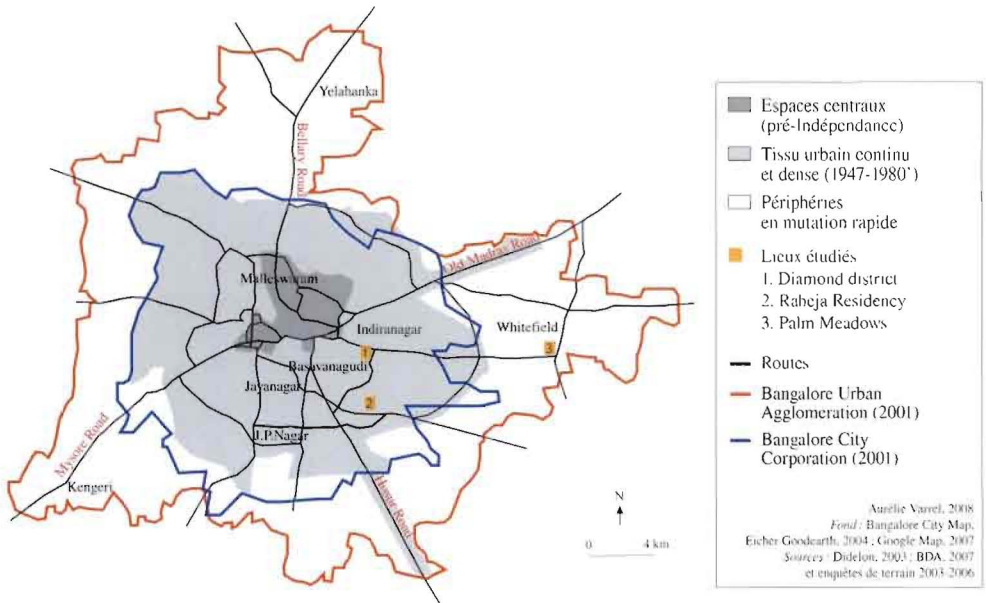 Yelahanka
Bellary Road
Old Madras Road
Malleswaram
Indiranagar
Whitefield
1
3
Basavanagudi
Jayanagar
2
J.P.Nagar
Mysore Road
Kengeri
Hosur Road
N
0 4 km
Espaces centraux
(pré-Indépendance)
Tissu urbain continu
et dense (1947-1980')
Périphéries
en mutation rapide
Lieux étudiés
1. Diamond district
2. Raheja Residency
3. Palm Meadows
Routes
Bangalore Urban
Agglomeration (2001)
Bangalore City
Corporation (2001)
Aurélie Varrel, 2008
Fond : Bangalore City Map,
Eicher Goodearth, 2004 ; Google Map, 2007
Sources : Didelon, 2003 ; BDA, 2007
et enquêtes de terrain 2003-2006